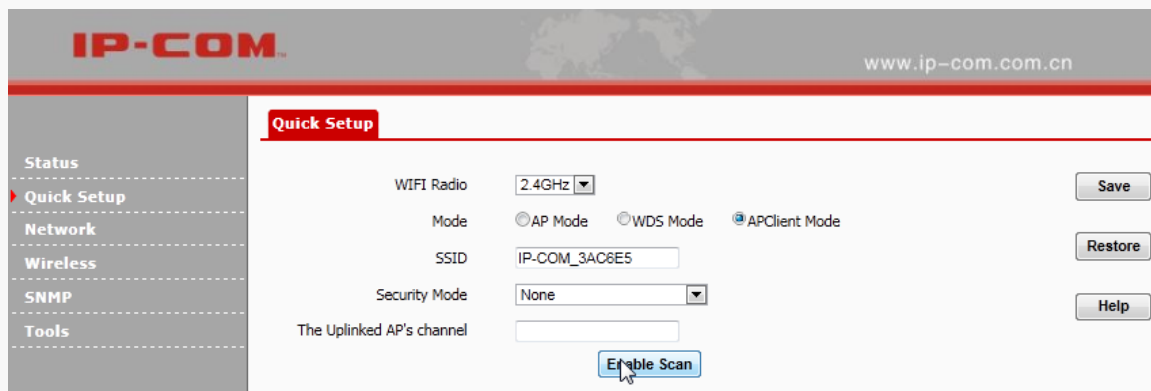 IP-COM™
www.ip-com.com.cn
Quick Setup
Status
Quick Setup
Network
Wireless
SNMP
Tools
WIFI Radio 2.4GHz
Mode AP Mode WDS Mode APClient Mode
SSID IP-COM_3AC6E5
Security Mode None
The Uplinked AP's channel
Enable Scan
Save
Restore
Help